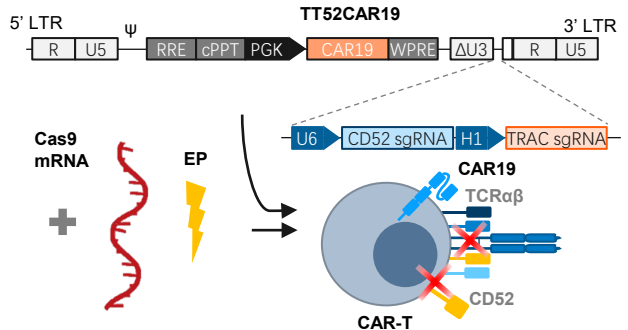 TT52CAR19
5' LTR
Ψ
3' LTR
R U5 RRE cPPT PGK CAR19 WPRE ΔU3 R U5
U6 CD52 sgRNA H1 TRAC sgRNA
Cas9
mRNA
EP
CAR19
TCRαβ
CD52
CAR-T